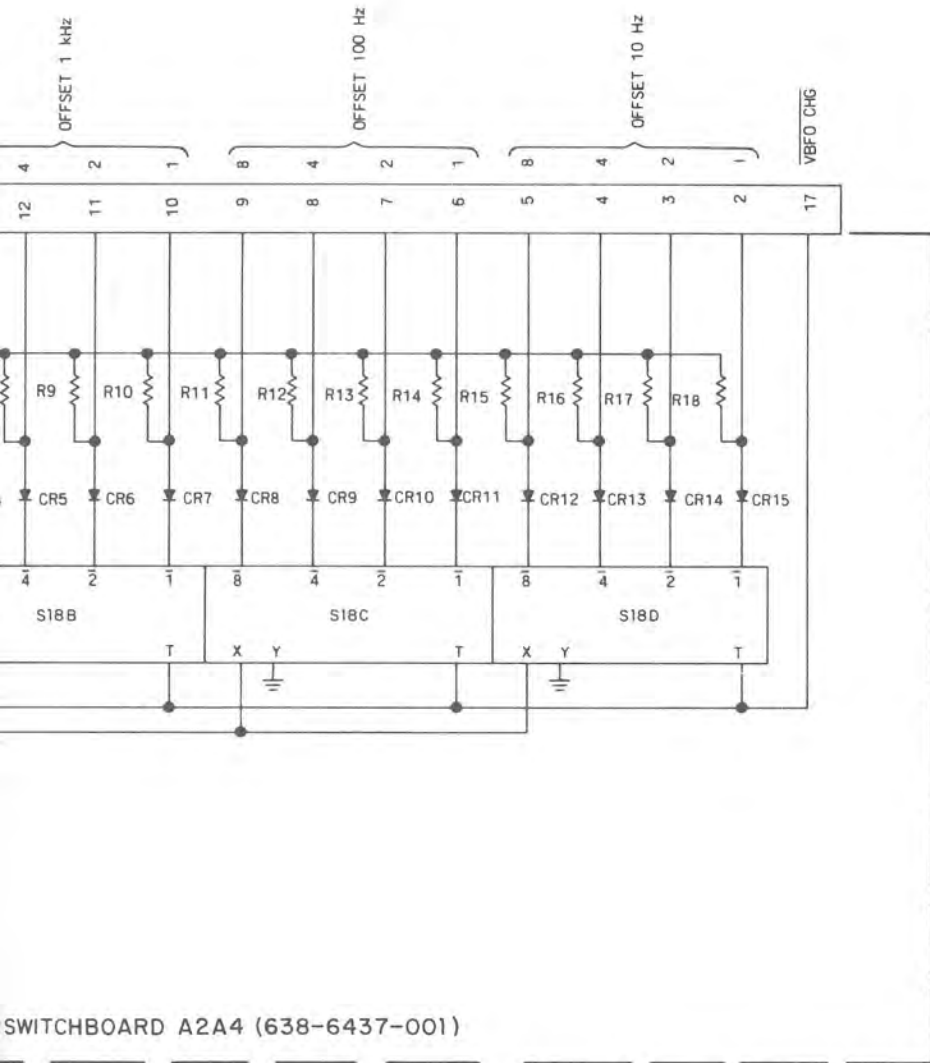 OFFSET 1 kHz
OFFSET 100 Hz
OFFSET 10 Hz
VBFO CHG
4 2 1 8 4 2 1 8 4 2 1
12 11 10 9 8 7 6 5 4 3 2 17
R9 R10 R11 R12 R13 R14 R15 R16 R17 R18
CR5 CR6 CR7 CR8 CR9 CR10 CR11 CR12 CR13 CR14 CR15
4 2 1 8 4 2 1 8 4 2 1
S18B S18C S18D
T X Y T X Y T
SWITCHBOARD A2A4 (638-6437-001)